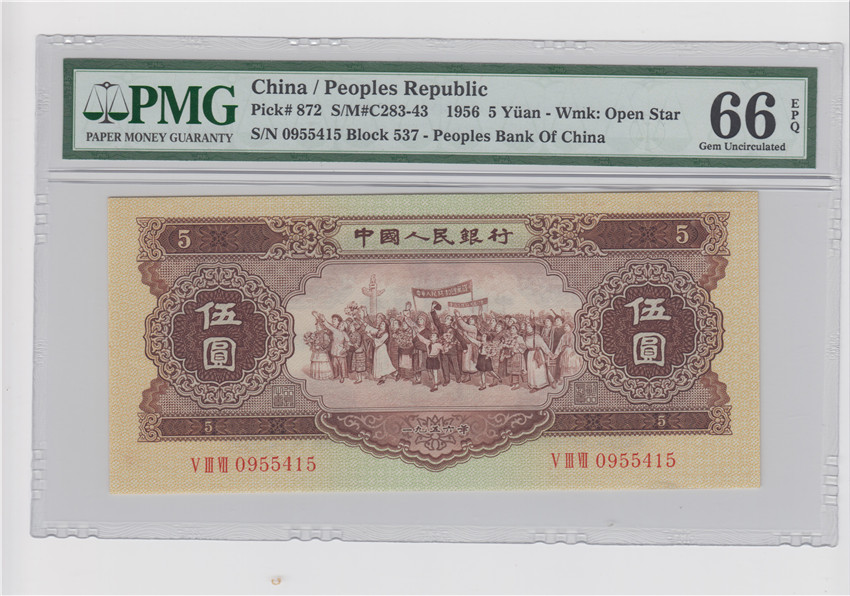 PMG
PAPER MONEY GUARANTY
China / Peoples Republic
Pick# 872 S/M#C283-43 1956 5 Yüan - Wmk: Open Star
S/N 0955415 Block 537 - Peoples Bank Of China
66
EPQ
Gem Uncirculated
5
中國人民銀行
5
伍圓
伍圓
5
一九五六年
5
V III VII 0955415
V III VII 0955415